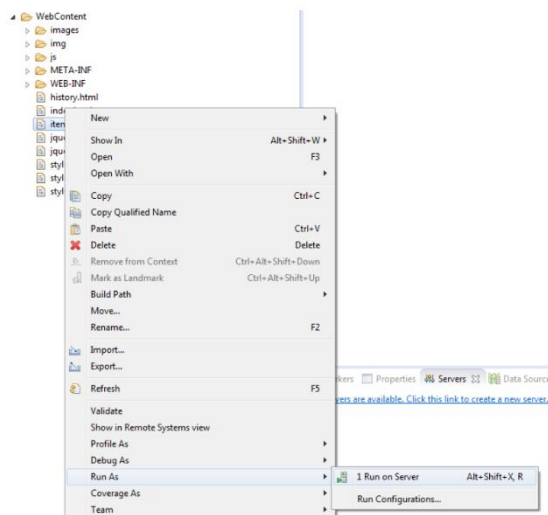 WebContent
images
img
js
META-INF
WEB-INF
history.html
New
Show In Alt+Shift+W
Open F3
Open With
Copy Ctrl+C
Copy Qualified Name
Paste Ctrl+V
Delete Delete
Remove from Context Ctrl+Alt+Shift+Down
Mark as Landmark Ctrl+Alt+Shift+Up
Build Path
Move...
Rename... F2
Import...
Export...
Refresh F5
Validate
Show in Remote Systems view
Profile As
Debug As
Run As
Coverage As
Team
Properties Servers Data Source
are available. Click this link to create a new server.
1 Run on Server Alt+Shift+X, R
Run Configurations...